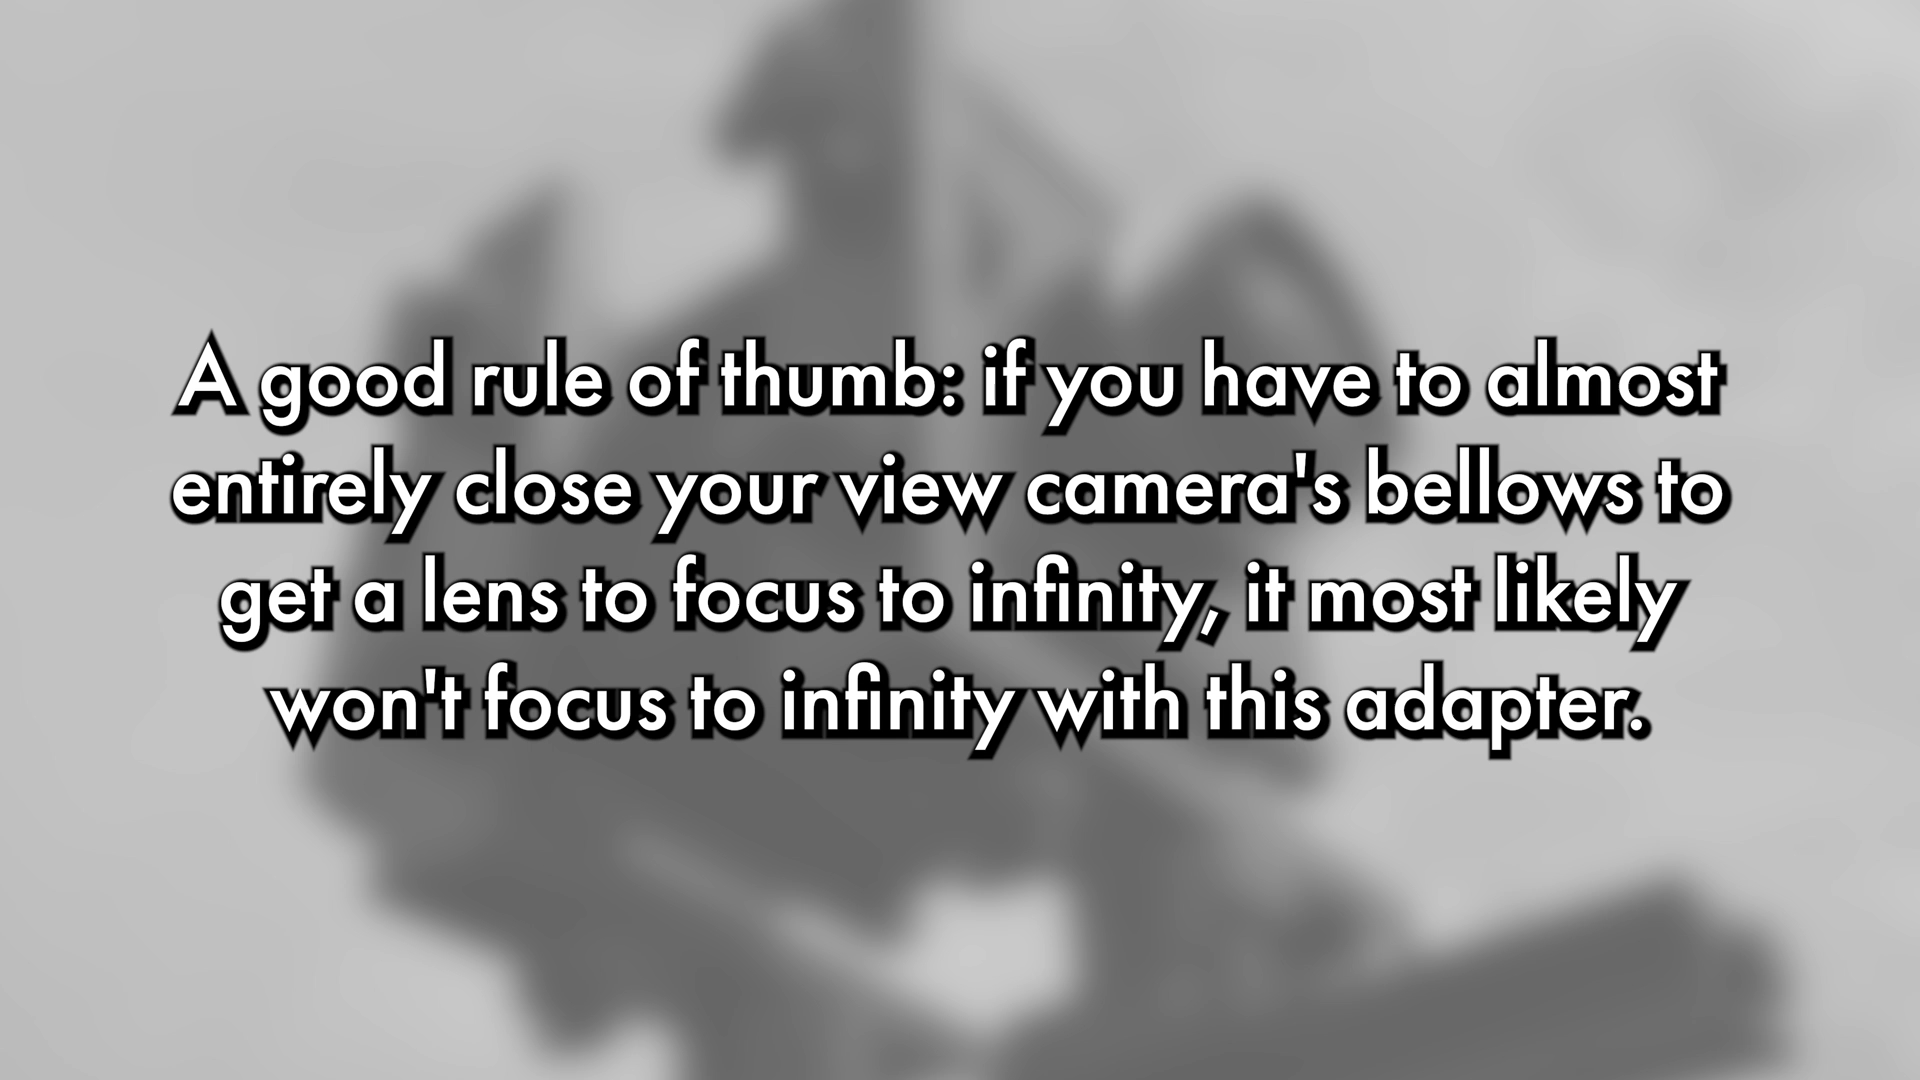 A good rule of thumb: if you have to almost
entirely close your view camera's bellows to
get a lens to focus to infinity, it most likely
won't focus to infinity with this adapter.